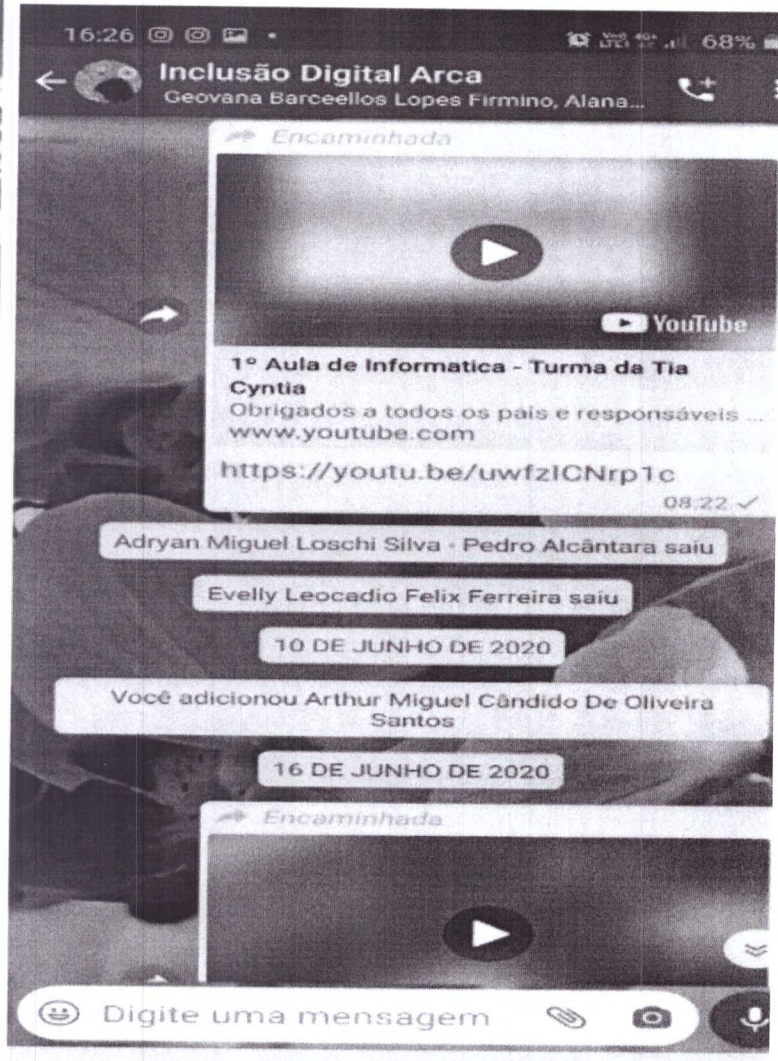 16:26
68%
Inclusão Digital Arca
Geovana Barceellos Lopes Firmino, Alana...
Encaminhada
YouTube
1º Aula de Informatica - Turma da Tia
Cyntia
Obrigados a todos os pais e responsáveis ...
www.youtube.com
https://youtu.be/uwfzICNrp1c
08:22
Adryan Miguel Loschi Silva - Pedro Alcântara saiu
Evelly Leocadio Felix Ferreira saiu
10 DE JUNHO DE 2020
Você adicionou Arthur Miguel Cândido De Oliveira
Santos
16 DE JUNHO DE 2020
Encaminhada
Digite uma mensagem